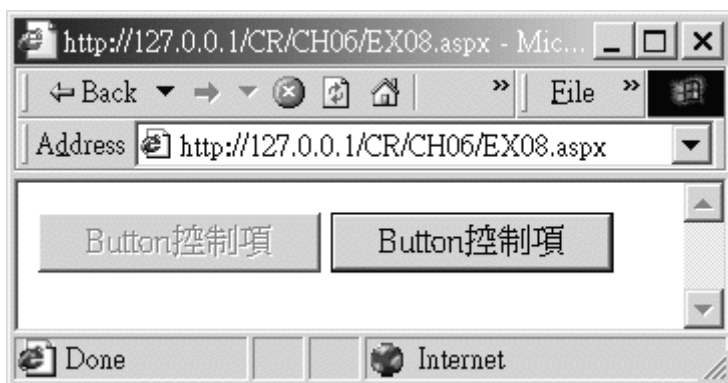 http://127.0.0.1/CR/CH06/EX08.aspx - Mic...
Back » File »
Address http://127.0.0.1/CR/CH06/EX08.aspx
Button控制項 Button控制項
Done Internet